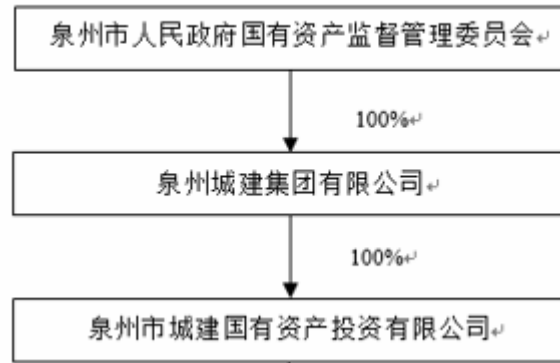 泉州市人民政府国有资产监督管理委员会↵
100%↵
泉州城建集团有限公司↵
100%↵
泉州市城建国有资产投资有限公司